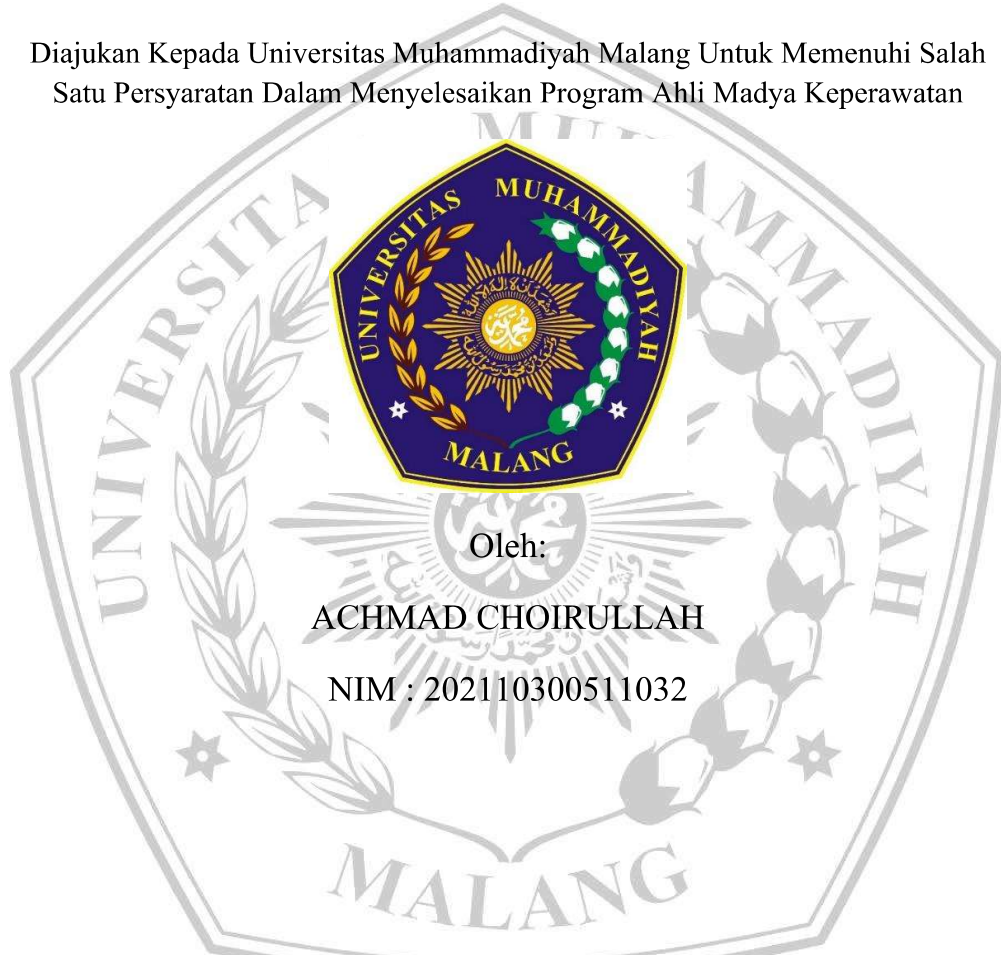 Diajukan Kepada Universitas Muhammadiyah Malang Untuk Memenuhi Salah
Satu Persyaratan Dalam Menyelesaikan Program Ahli Madya Keperawatan
UNIVERSITAS MUHAMMADIYAH
MALANG
Oleh:
ACHMAD CHOIRULLAH
NIM : 202110300511032
MALANG